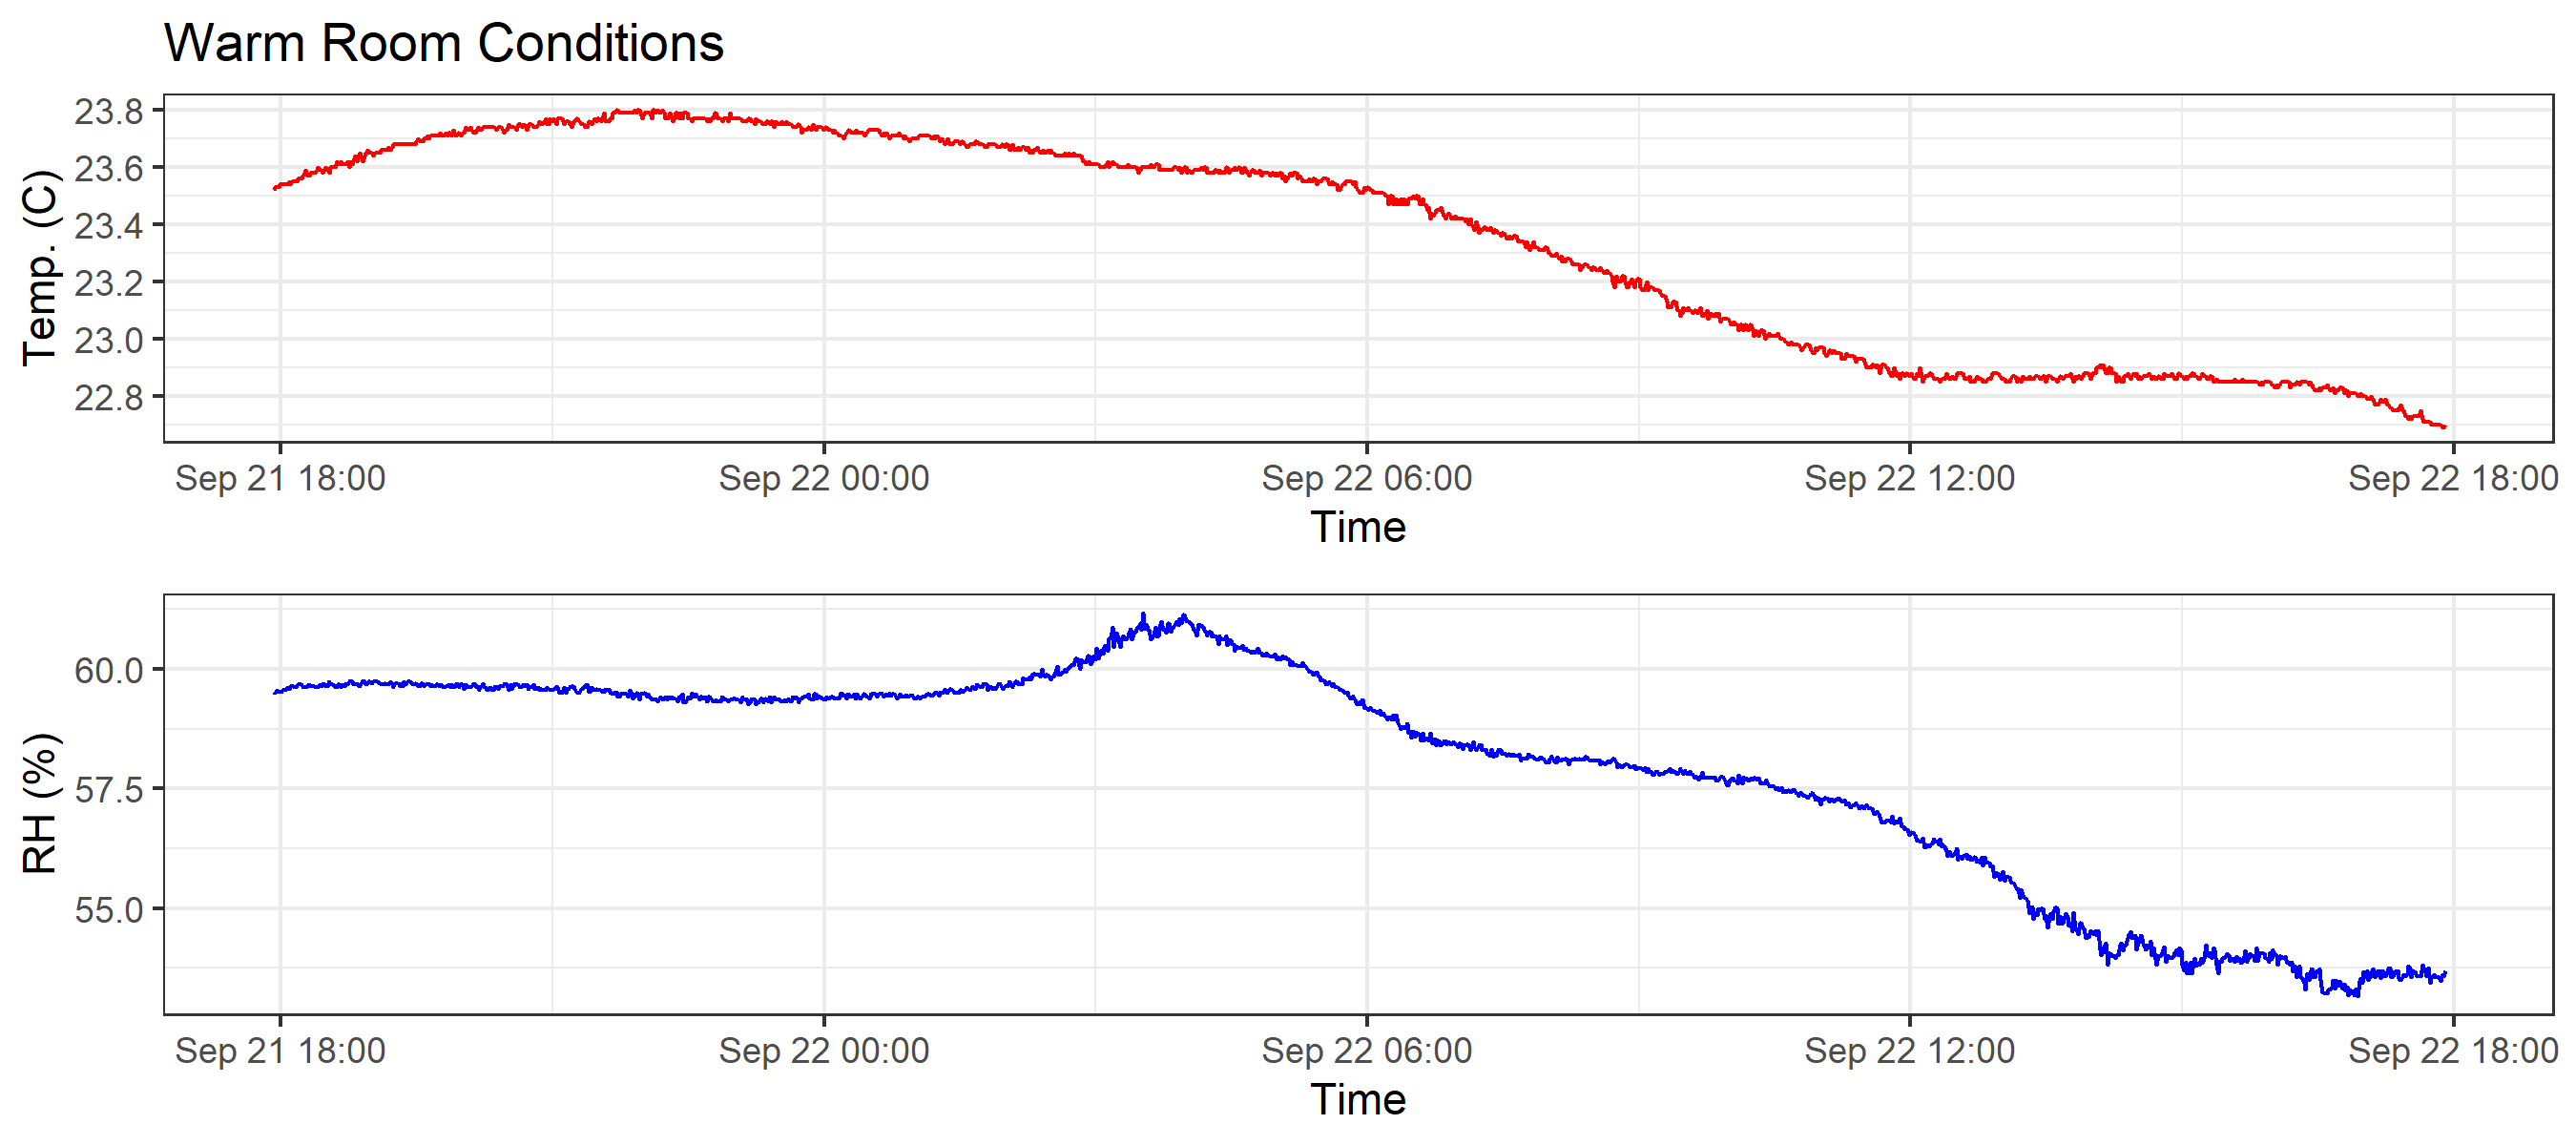 Warm Room Conditions
23.8
23.6
23.4
23.2
23.0
22.8
Temp. (C)
Sep 21 18:00 Sep 22 00:00 Sep 22 06:00 Sep 22 12:00 Sep 22 18:00
Time
60.0
57.5
55.0
RH (%)
Sep 21 18:00 Sep 22 00:00 Sep 22 06:00 Sep 22 12:00 Sep 22 18:00
Time